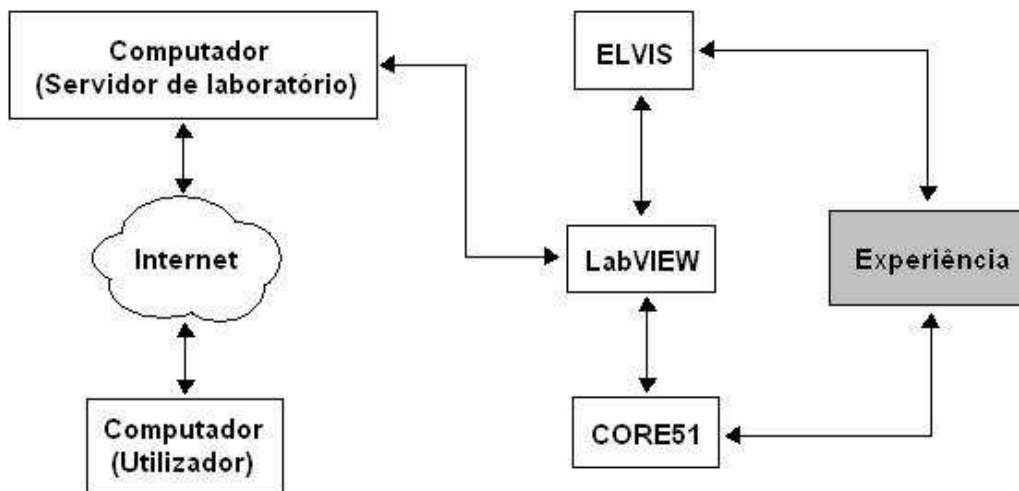 Computador
(Servidor de laboratório)
ELVIS
Internet
LabVIEW
Experiência
Computador
(Utilizador)
CORE51